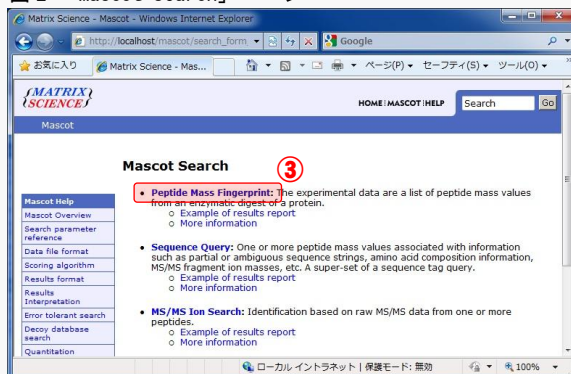 Matrix Science - Mascot - Windows Internet Explorer
http://localhost/mascot/search_form
Google
お気に入り
Matrix Science - Mas...
ページ(P)
セーフティ(S)
ツール(O)
{MATRIX}
{SCIENCE}
HOME MASCOT HELP
Search
Go
Mascot
Mascot Search
③
• Peptide Mass Fingerprint: The experimental data are a list of peptide mass values
from an enzymatic digest of a protein.
o Example of results report
o More information
• Sequence Query: One or more peptide mass values associated with information
such as partial or ambiguous sequence strings, amino acid composition information,
MS/MS fragment ion masses, etc. A super-set of a sequence tag query.
o Example of results report
o More information
• MS/MS Ion Search: Identification based on raw MS/MS data from one or more
peptides.
o Example of results report
o More information
Mascot Help
Mascot Overview
Search parameter
reference
Data file format
Scoring algorithm
Results format
Results
Interpretation
Error tolerant search
Decoy database
search
Quantitation
ローカル イントラネット | 保護モード: 無効
100%